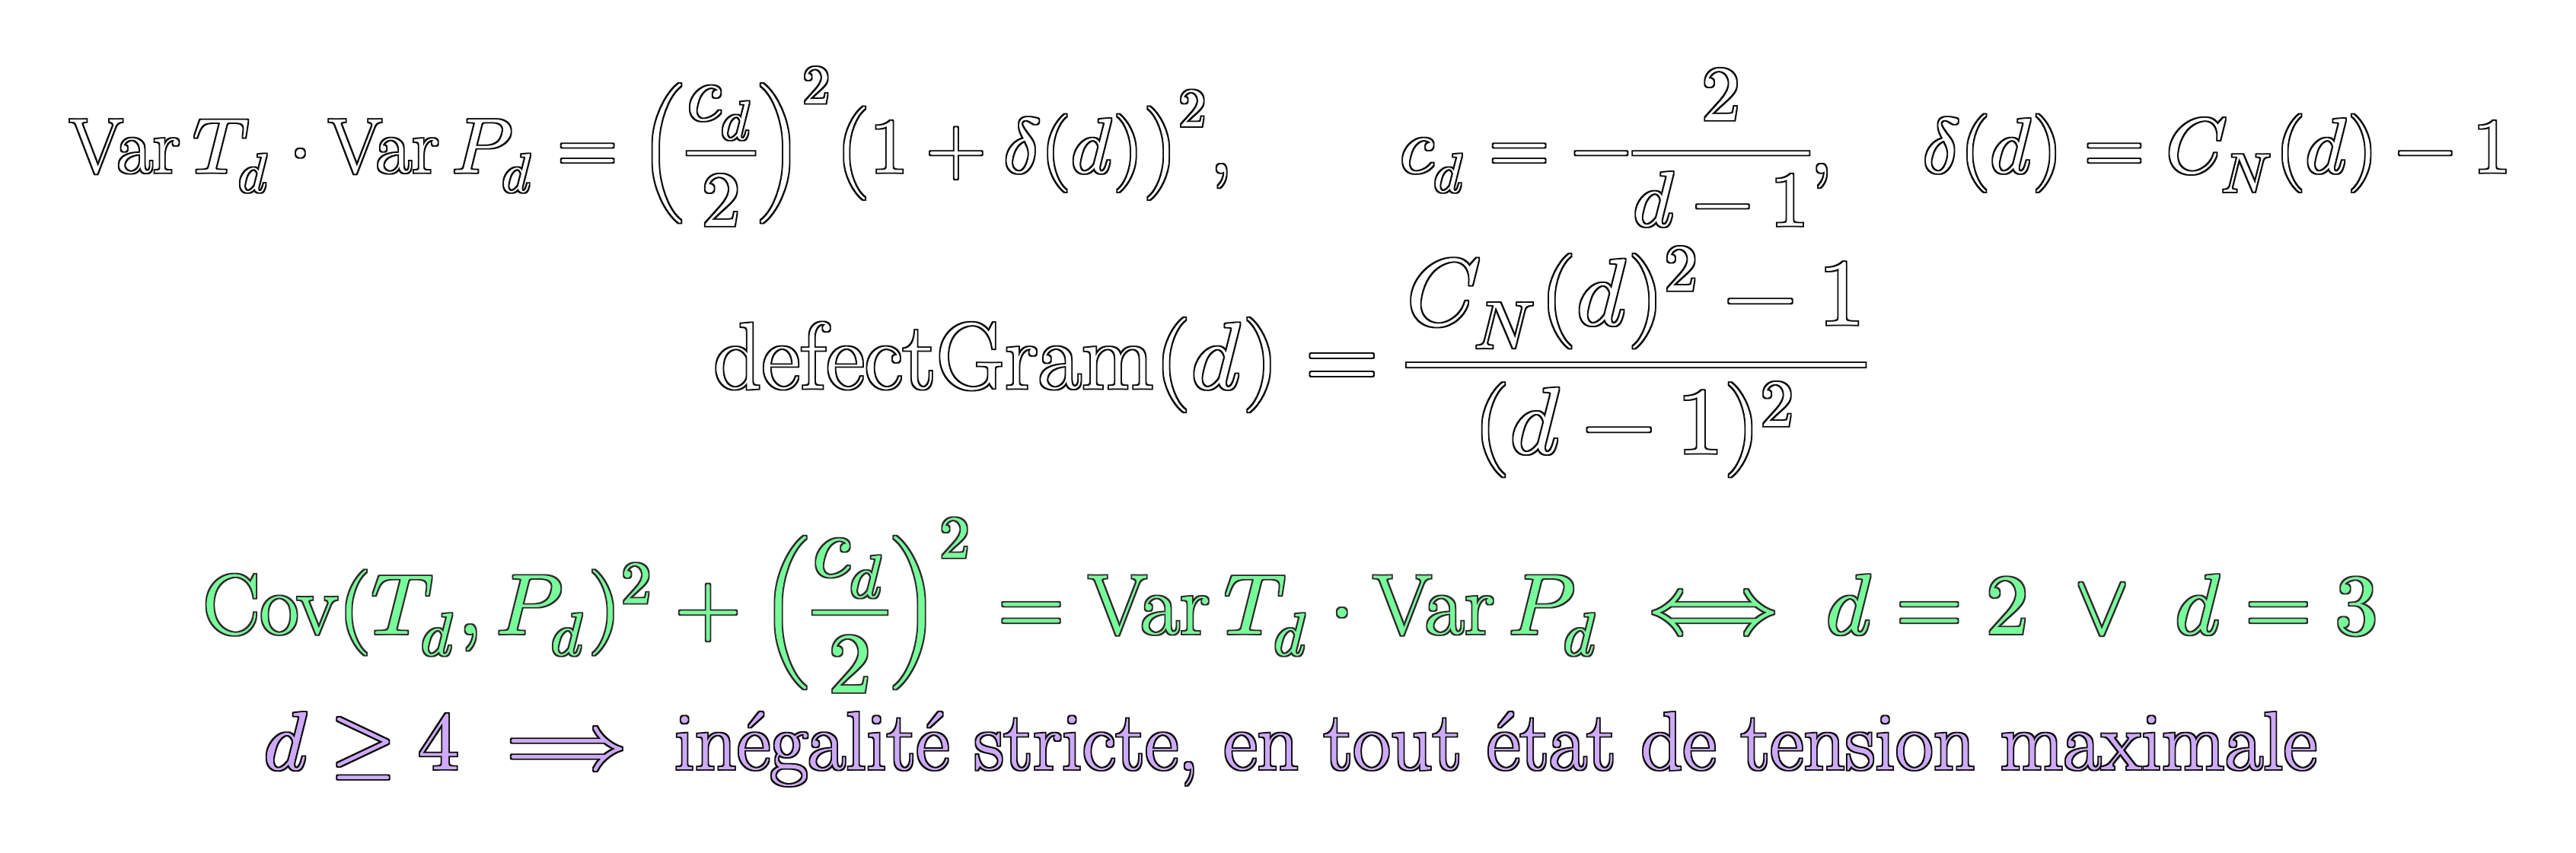 Var T_d · Var P_d = (c_d/2)^2 (1 + δ(d))^2 , c_d = −2/(d − 1), δ(d) = C_N(d) − 1
defectGram(d) = (C_N(d)^2 − 1)/(d − 1)^2
Cov(T_d, P_d)^2 + (c_d/2)^2 = Var T_d · Var P_d ⟺ d = 2 ∨ d = 3
d ≥ 4 ⟹ inégalité stricte, en tout état de tension maximale